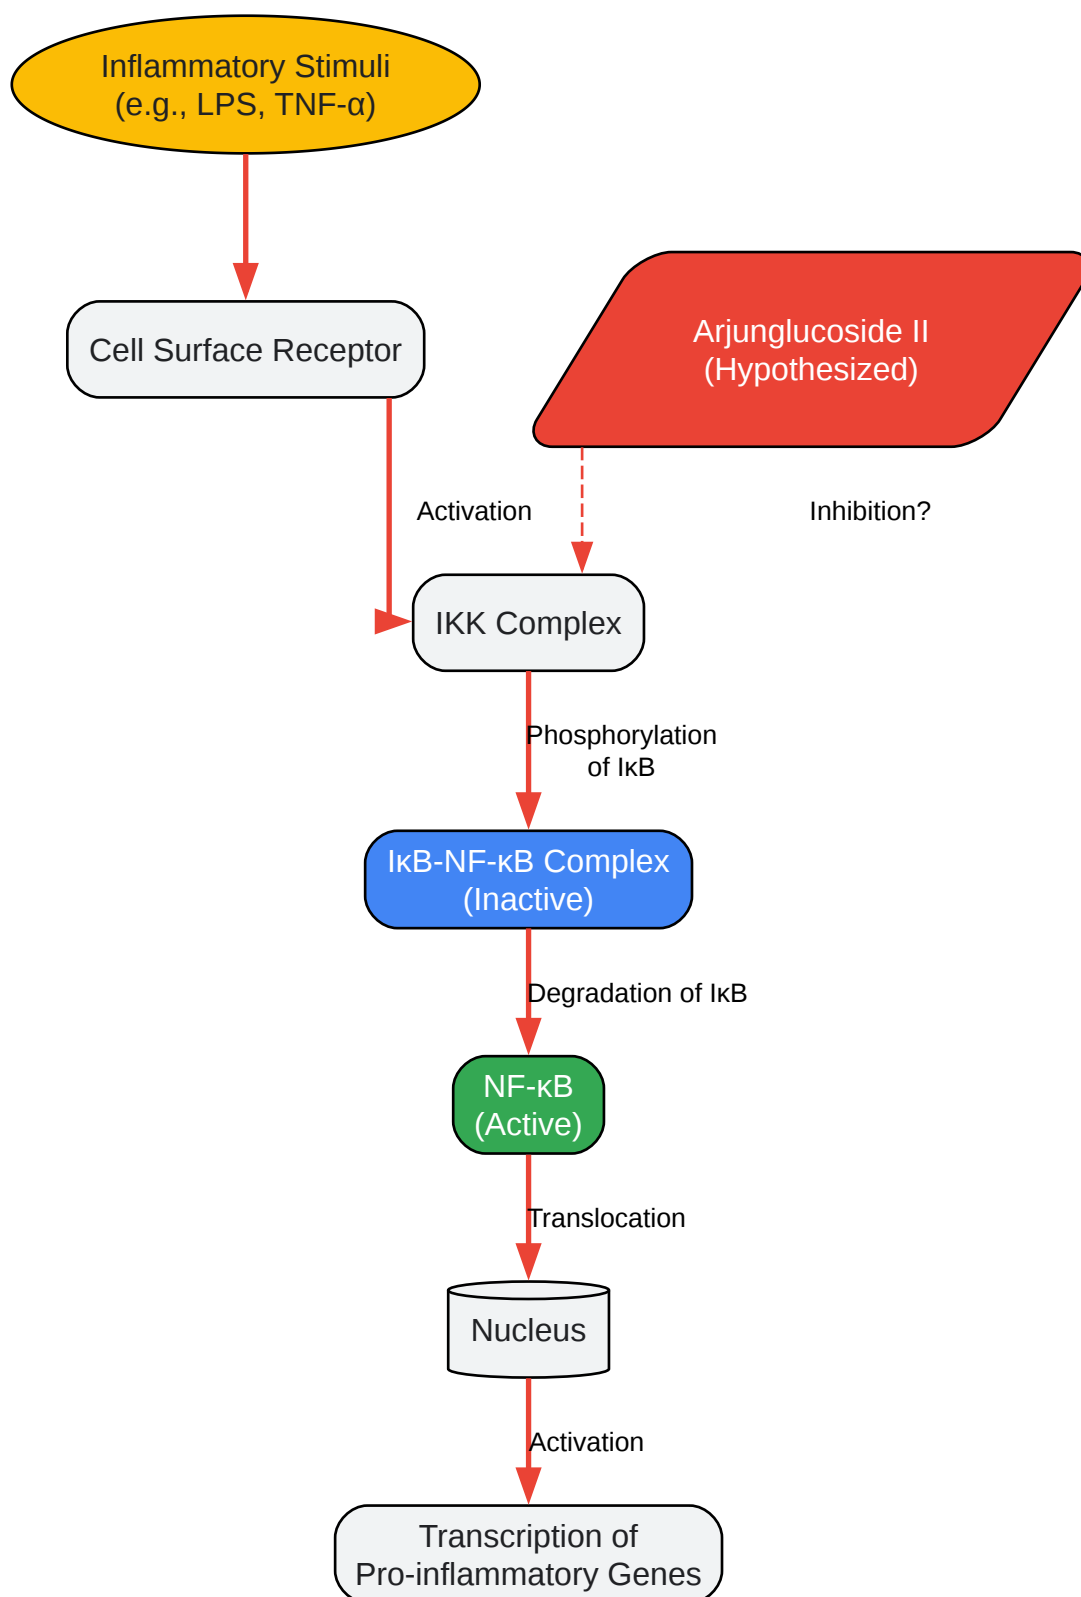 Inflammatory Stimuli
(e.g., LPS, TNF-α)
Cell Surface Receptor
Arjunglucoside II
(Hypothesized)
Activation
Inhibition?
IKK Complex
Phosphorylation
of IκB
IκB-NF-κB Complex
(Inactive)
Degradation of IκB
NF-κB
(Active)
Translocation
Nucleus
Activation
Transcription of
Pro-inflammatory Genes